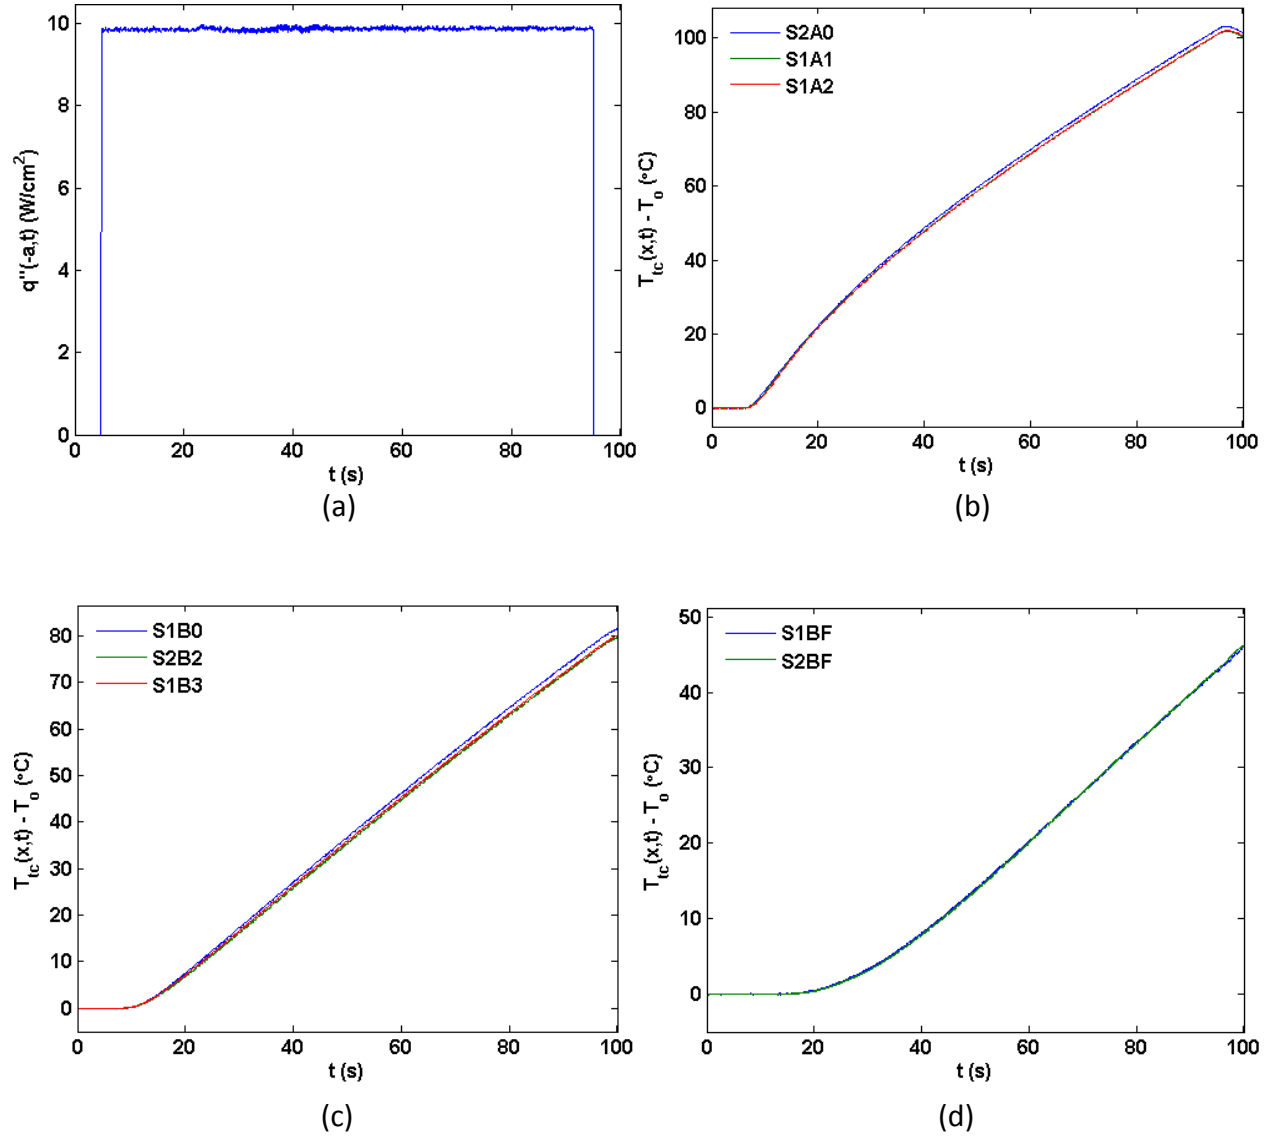 10
8
6
4
2
0
q"(-a,t) (W/cm²)
0 20 40 60 80 100
t (s)
(a)
S2A0
S1A1
S1A2
100
80
60
40
20
0
Ttc(x,t) - To (°C)
0 20 40 60 80 100
t (s)
(b)
S1B0
S2B2
S1B3
80
70
60
50
40
30
20
10
0
Ttc(x,t) - To (°C)
0 20 40 60 80 100
t (s)
(c)
S1BF
S2BF
50
40
30
20
10
0
Ttc(x,t) - To (°C)
0 20 40 60 80 100
t (s)
(d)